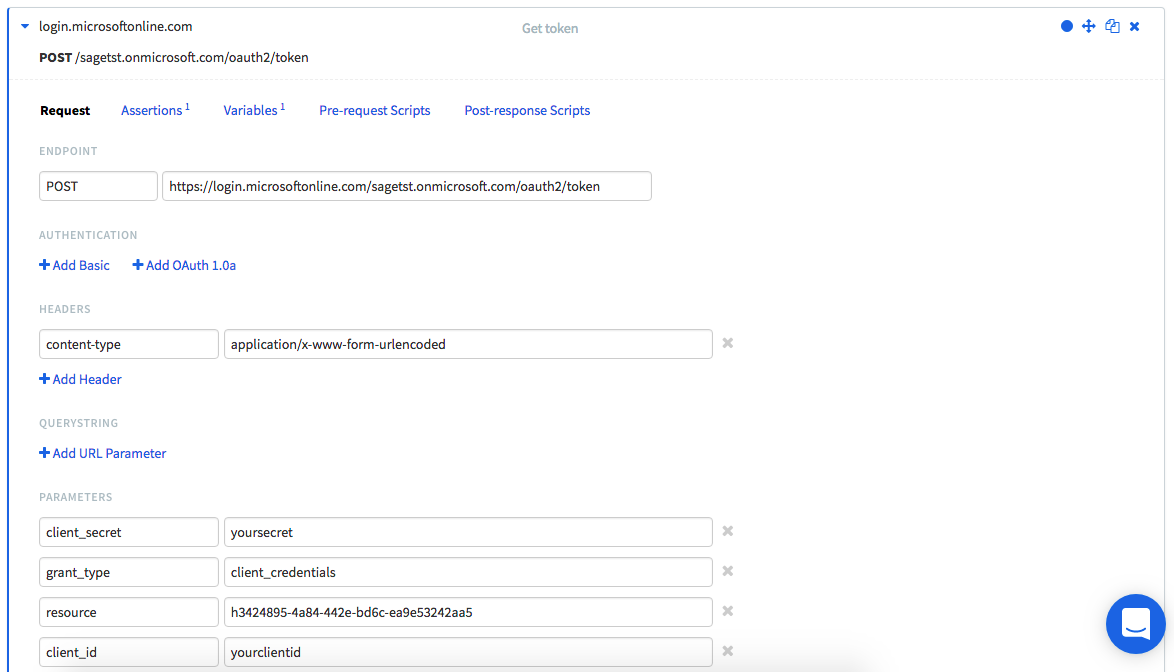 login.microsoftonline.com Get token
POST /sagetst.onmicrosoft.com/oauth2/token
Request Assertions 1 Variables 1 Pre-request Scripts Post-response Scripts
ENDPOINT
POST https://login.microsoftonline.com/sagetst.onmicrosoft.com/oauth2/token
AUTHENTICATION
Add Basic Add OAuth 1.0a
HEADERS
content-type application/x-www-form-urlencoded
Add Header
QUERYSTRING
Add URL Parameter
PARAMETERS
client_secret yoursecret
grant_type client_credentials
resource h3424895-4a84-442e-bd6c-ea9e53242aa5
client_id yourclientid